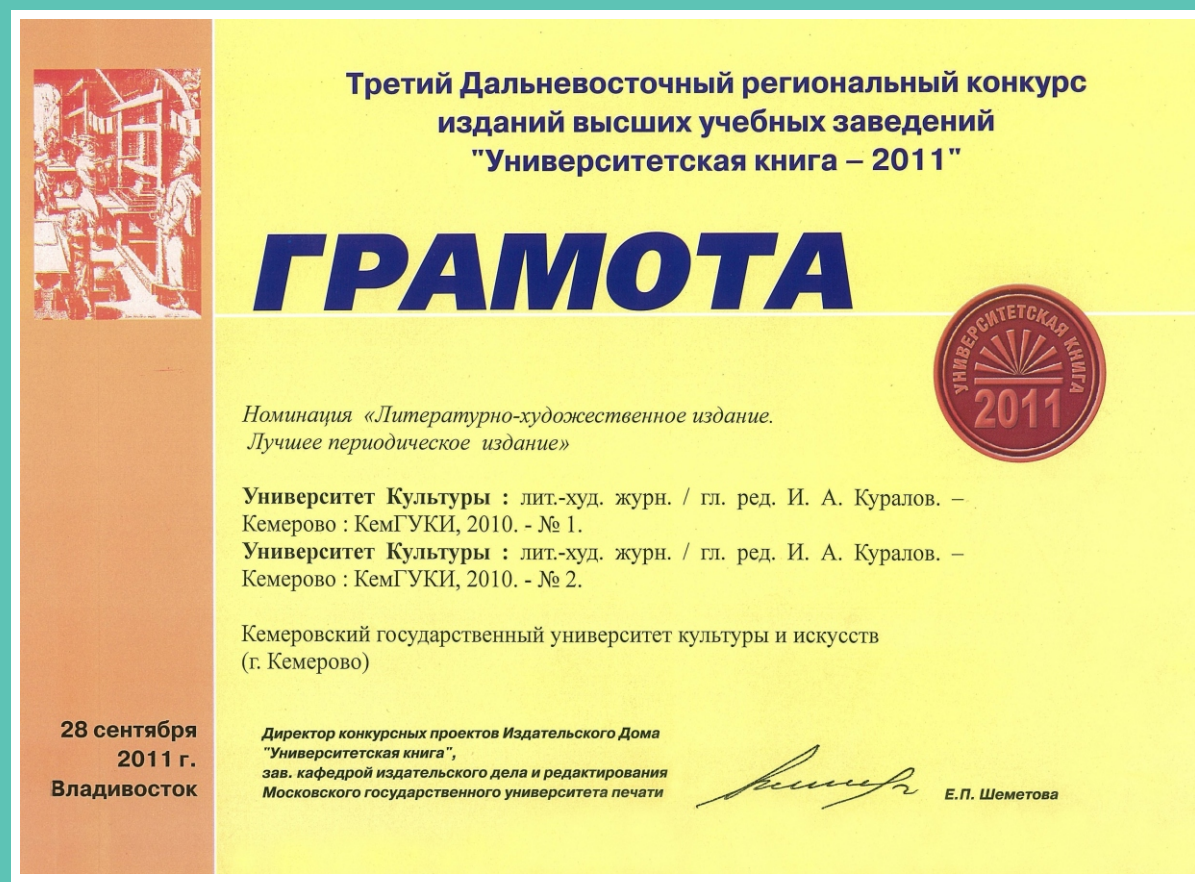 Третий Дальневосточный региональный конкурс
изданий высших учебных заведений
"Университетская книга – 2011"
ГРАМОТА
УНИВЕРСИТЕТСКАЯ КНИГА
2011
Номинация «Литературно-художественное издание.
Лучшее периодическое издание»
Университет Культуры : лит.-худ. журн. / гл. ред. И. А. Куралов. –
Кемерово : КемГУКИ, 2010. - № 1.
Университет Культуры : лит.-худ. журн. / гл. ред. И. А. Куралов. –
Кемерово : КемГУКИ, 2010. - № 2.
Кемеровский государственный университет культуры и искусств
(г. Кемерово)
28 сентября
2011 г.
Владивосток
Директор конкурсных проектов Издательского Дома
"Университетская книга",
зав. кафедрой издательского дела и редактирования
Московского государственного университета печати
Е.П. Шеметова